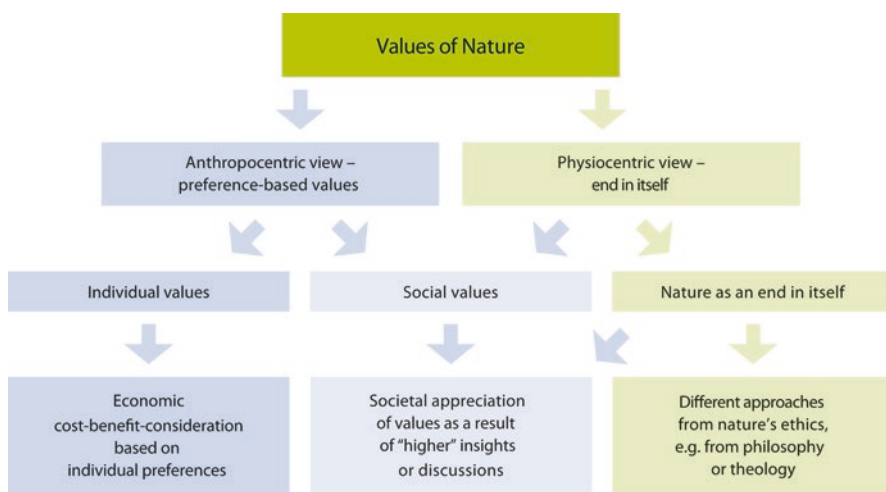 Values of Nature
Anthropocentric view –
preference-based values
Physiocentric view –
end in itself
Individual values
Social values
Nature as an end in itself
Economic
cost-benefit-consideration
based on
individual preferences
Societal appreciation
of values as a result
of “higher” insights
or discussions
Different approaches
from nature’s ethics,
e.g. from philosophy
or theology